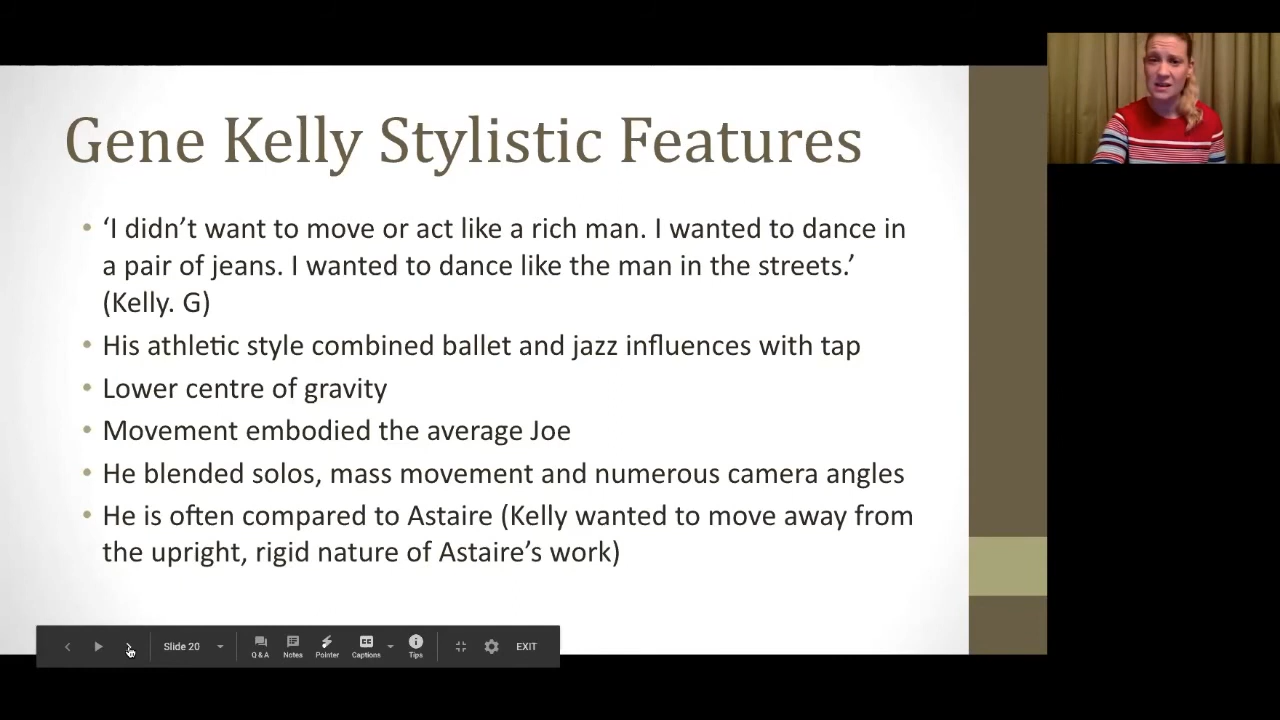 Gene Kelly Stylistic Features
• ‘I didn’t want to move or act like a rich man. I wanted to dance in
a pair of jeans. I wanted to dance like the man in the streets.’
(Kelly. G)
• His athletic style combined ballet and jazz influences with tap
• Lower centre of gravity
• Movement embodied the average Joe
• He blended solos, mass movement and numerous camera angles
• He is often compared to Astaire (Kelly wanted to move away from
the upright, rigid nature of Astaire’s work)
Slide 20
Q & A
Notes
Pointer
Captions
Tips
EXIT